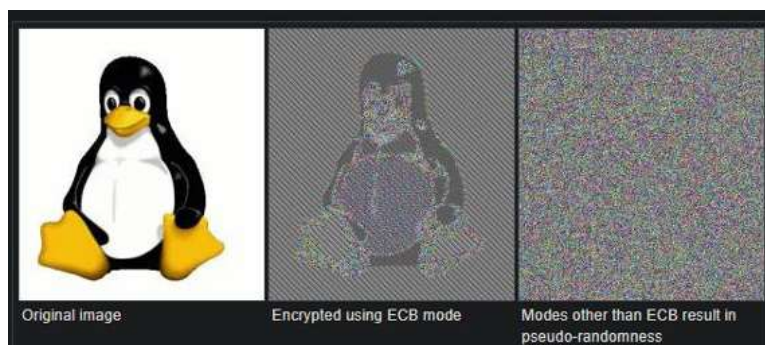 Original image
Encrypted using ECB mode
Modes other than ECB result in
pseudo-randomness